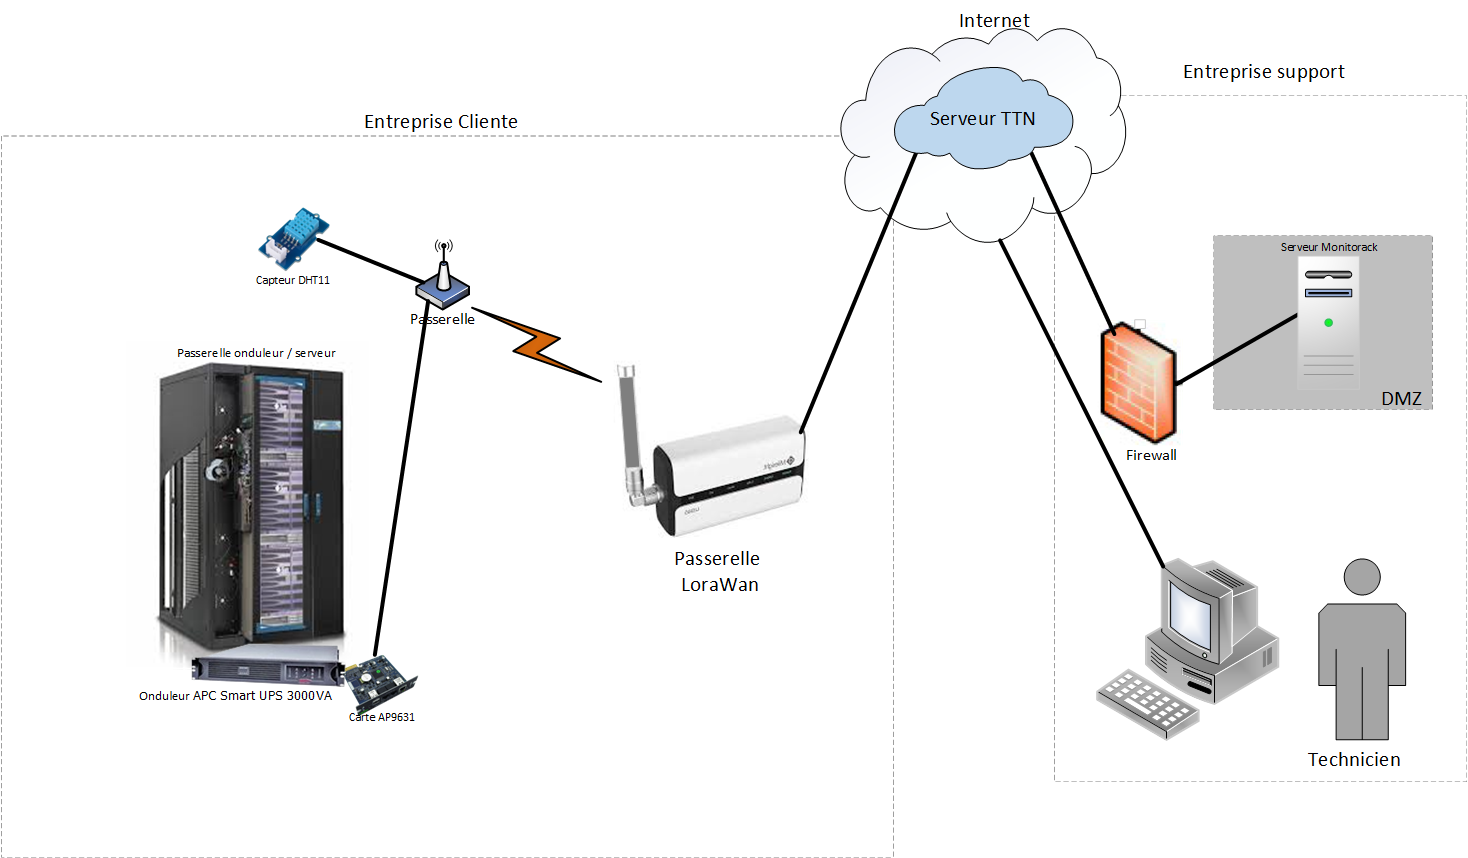 Internet
Entreprise support
Serveur TTN
Entreprise Cliente
Serveur Monitorack
Capteur DHT11
Passerelle
Passerelle onduleur / serveur
DMZ
Firewall
Passerelle
LoraWan
Onduleur APC Smart UPS 3000VA
Carte AP9631
Technicien